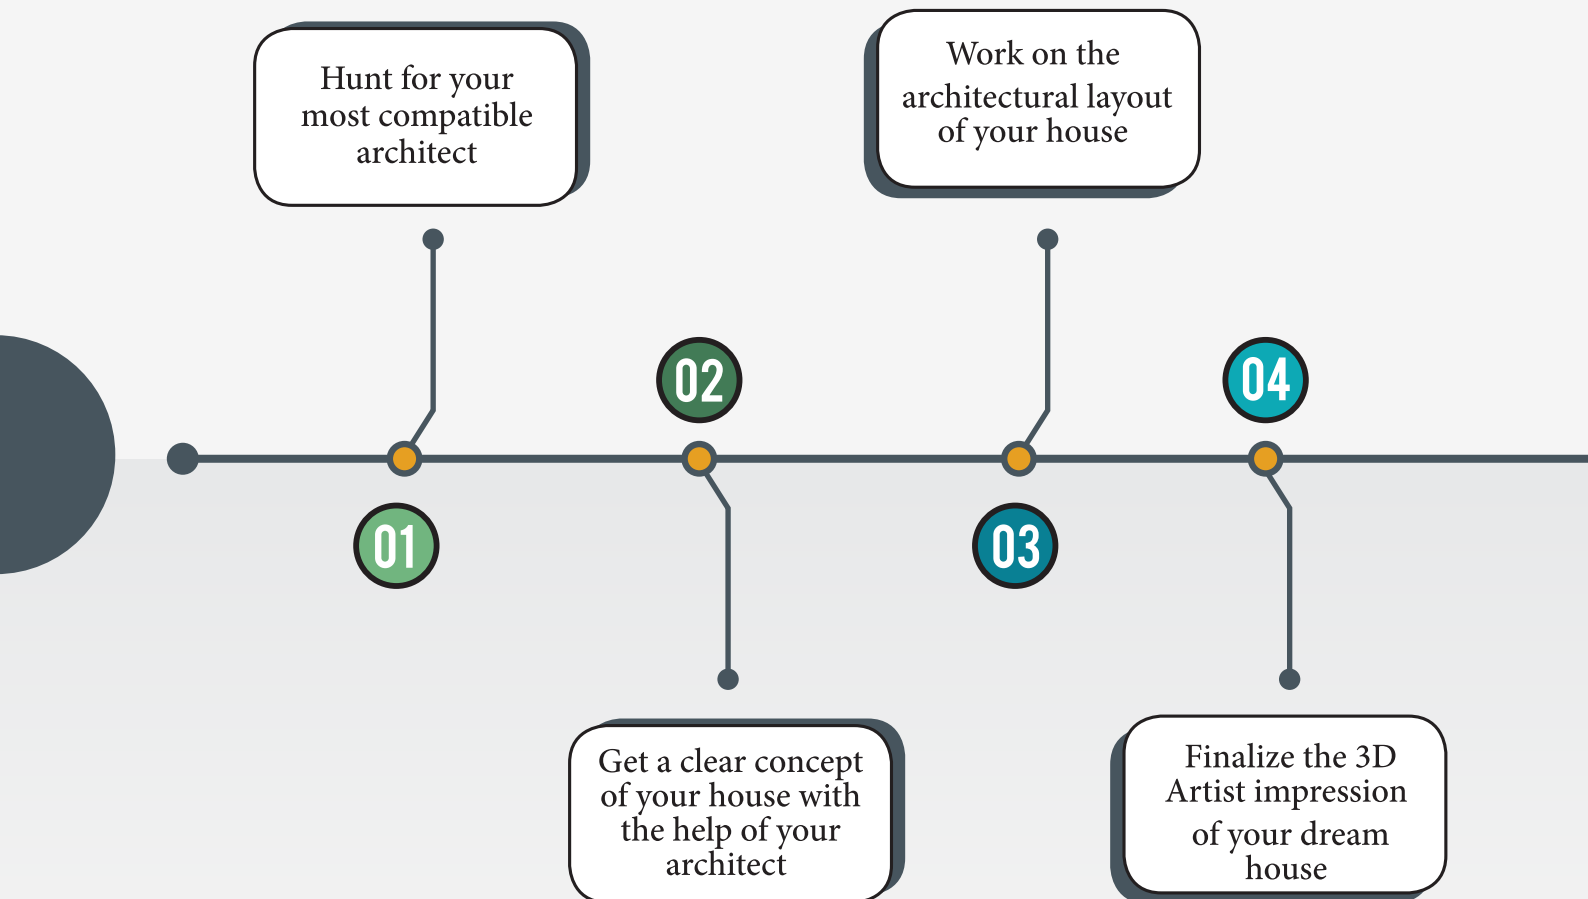 Hunt for your
most compatible
architect
01
Get a clear concept
of your house with
the help of your
architect
02
Work on the
architectural layout
of your house
03
Finalize the 3D
Artist impression
of your dream
house
04